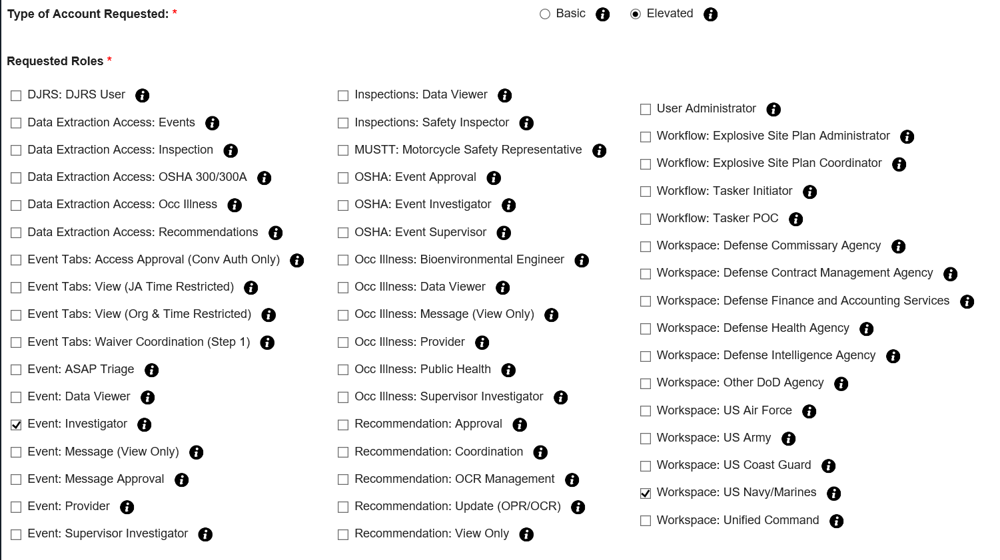 Type of Account Requested: *
Basic
Elevated
Requested Roles *
DJRS: DJRS User
Data Extraction Access: Events
Data Extraction Access: Inspection
Data Extraction Access: OSHA 300/300A
Data Extraction Access: Occ Illness
Data Extraction Access: Recommendations
Event Tabs: Access Approval (Conv Auth Only)
Event Tabs: View (JA Time Restricted)
Event Tabs: View (Org & Time Restricted)
Event Tabs: Waiver Coordination (Step 1)
Event: ASAP Triage
Event: Data Viewer
Event: Investigator
Event: Message (View Only)
Event: Message Approval
Event: Provider
Event: Supervisor Investigator
Inspections: Data Viewer
Inspections: Safety Inspector
MUSTT: Motorcycle Safety Representative
OSHA: Event Approval
OSHA: Event Investigator
OSHA: Event Supervisor
Occ Illness: Bioenvironmental Engineer
Occ Illness: Data Viewer
Occ Illness: Message (View Only)
Occ Illness: Provider
Occ Illness: Public Health
Occ Illness: Supervisor Investigator
Recommendation: Approval
Recommendation: Coordination
Recommendation: OCR Management
Recommendation: Update (OPR/OCR)
Recommendation: View Only
User Administrator
Workflow: Explosive Site Plan Administrator
Workflow: Explosive Site Plan Coordinator
Workflow: Tasker Initiator
Workflow: Tasker POC
Workspace: Defense Commissary Agency
Workspace: Defense Contract Management Agency
Workspace: Defense Finance and Accounting Services
Workspace: Defense Health Agency
Workspace: Defense Intelligence Agency
Workspace: Other DoD Agency
Workspace: US Air Force
Workspace: US Army
Workspace: US Coast Guard
Workspace: US Navy/Marines
Workspace: Unified Command